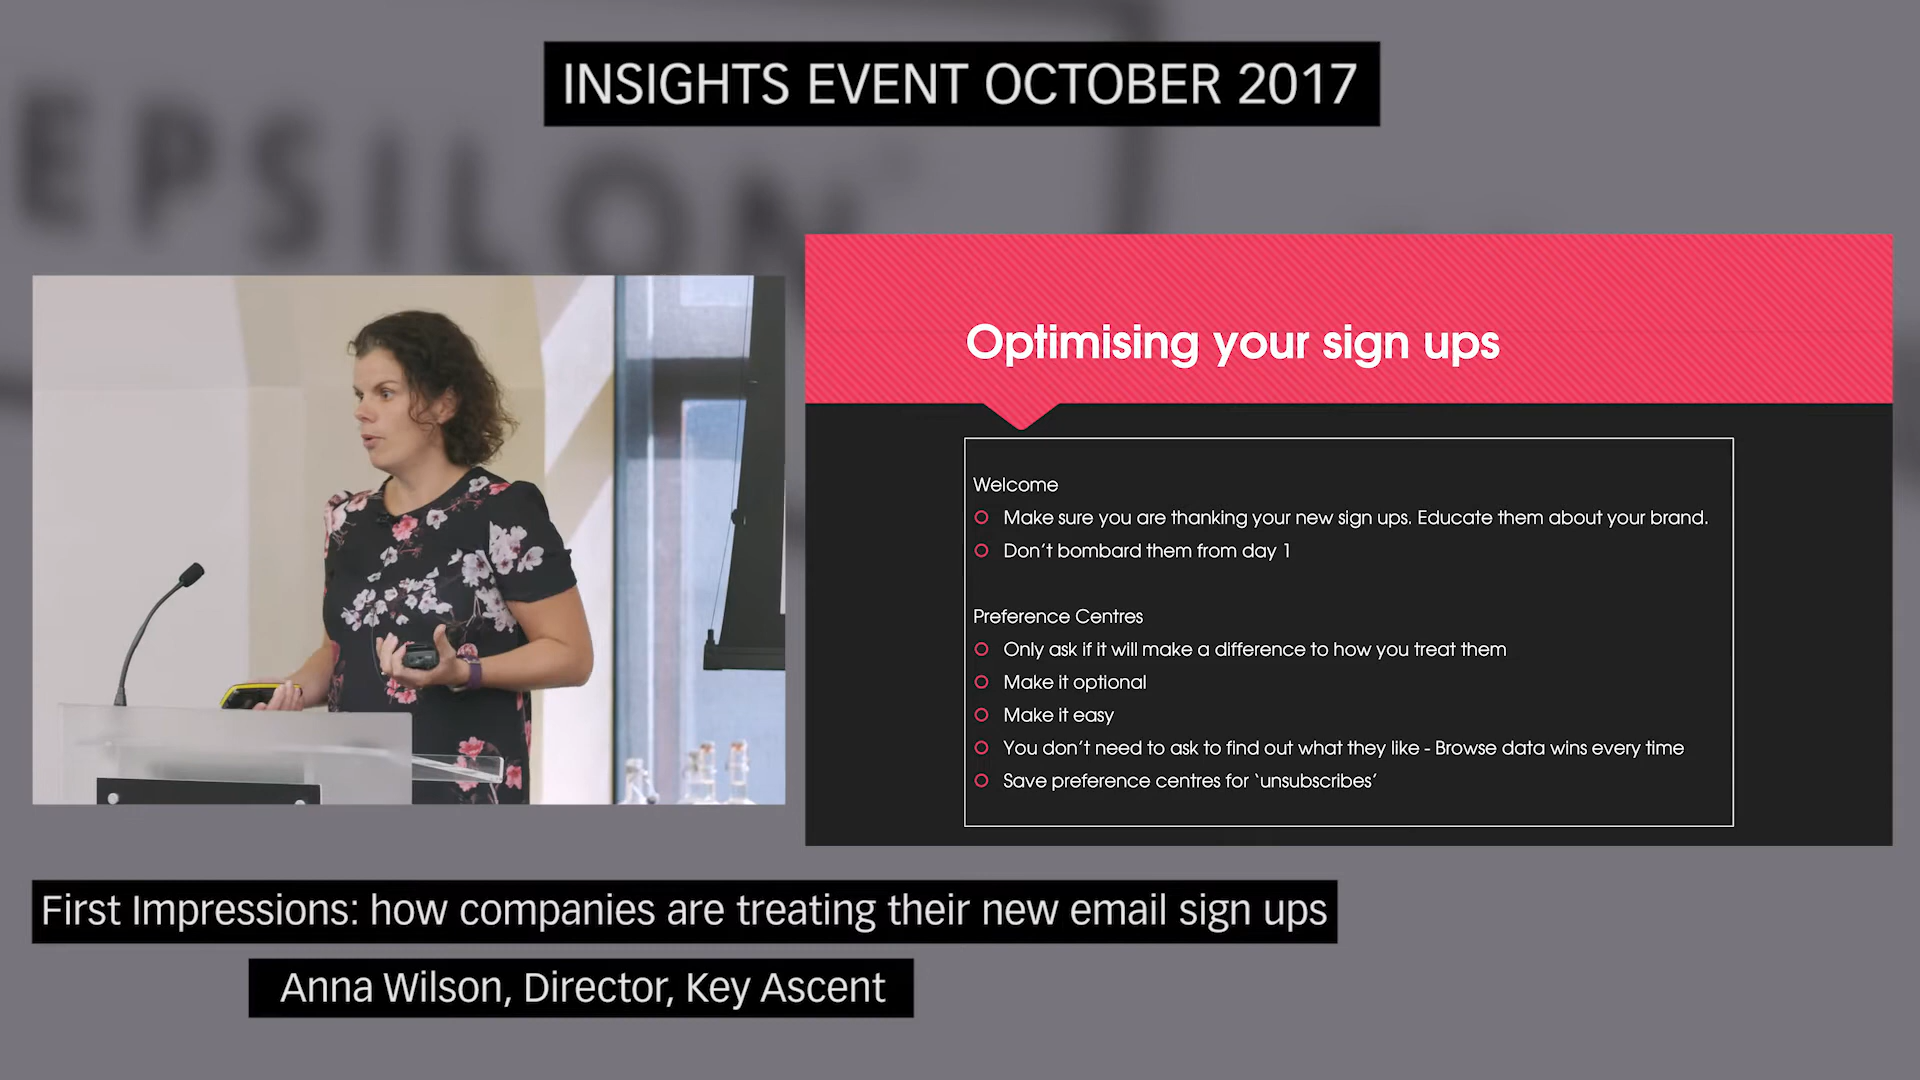 INSIGHTS EVENT OCTOBER 2017
EPSILON
Optimising your sign ups
Welcome
Make sure you are thanking your new sign ups. Educate them about your brand.
Don't bombard them from day 1
Preference Centres
Only ask if it will make a difference to how you treat them
Make it optional
Make it easy
You don't need to ask to find out what they like - Browse data wins every time
Save preference centres for ‘unsubscribes’
First Impressions: how companies are treating their new email sign ups
Anna Wilson, Director, Key Ascent